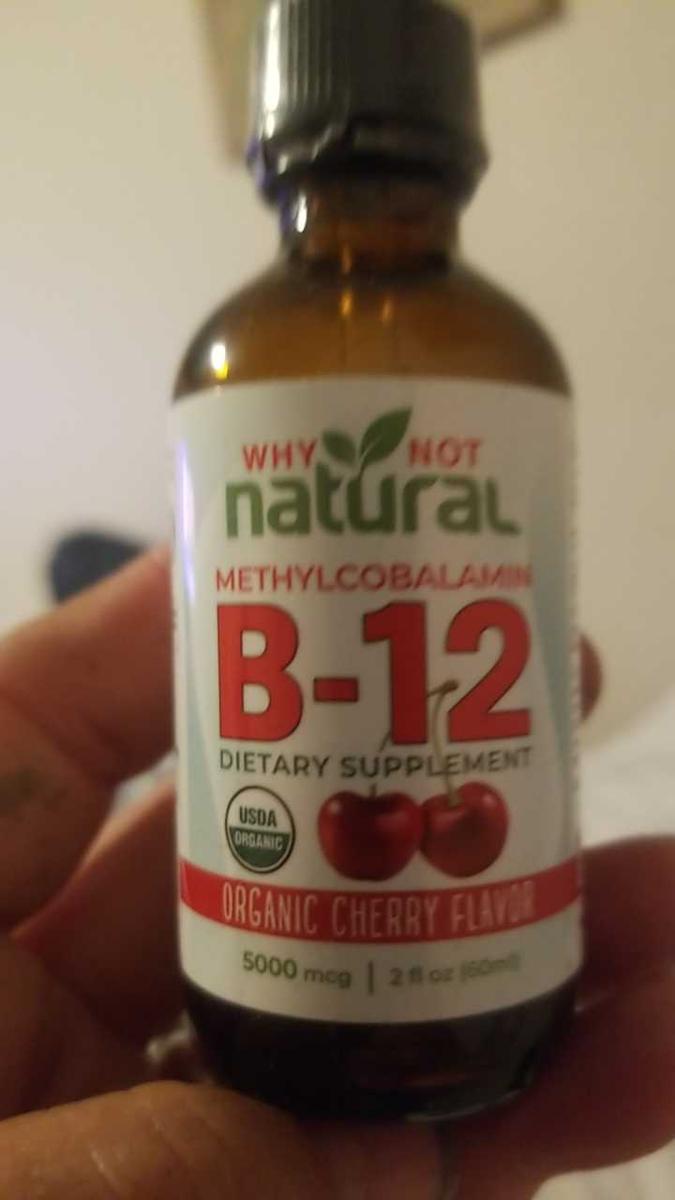 WHY NOT
natural
METHYLCOBALAMIN
B-12
DIETARY SUPPLEMENT
USDA
ORGANIC
ORGANIC CHERRY FLAVOR
5000 mcg | 2 fl oz (60ml)